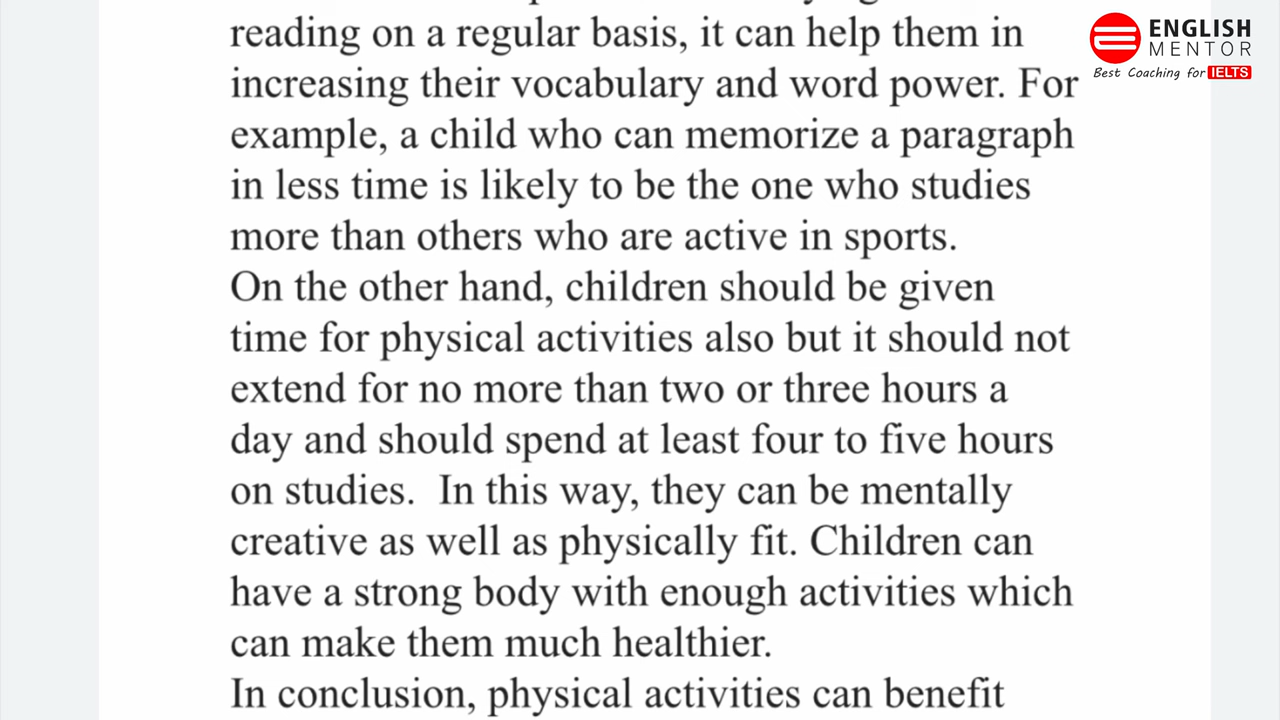 ENGLISH
MENTOR
Best Coaching for IELTS
reading on a regular basis, it can help them in
increasing their vocabulary and word power. For
example, a child who can memorize a paragraph
in less time is likely to be the one who studies
more than others who are active in sports.
On the other hand, children should be given
time for physical activities also but it should not
extend for no more than two or three hours a
day and should spend at least four to five hours
on studies.  In this way, they can be mentally
creative as well as physically fit. Children can
have a strong body with enough activities which
can make them much healthier.
In conclusion, physical activities can benefit